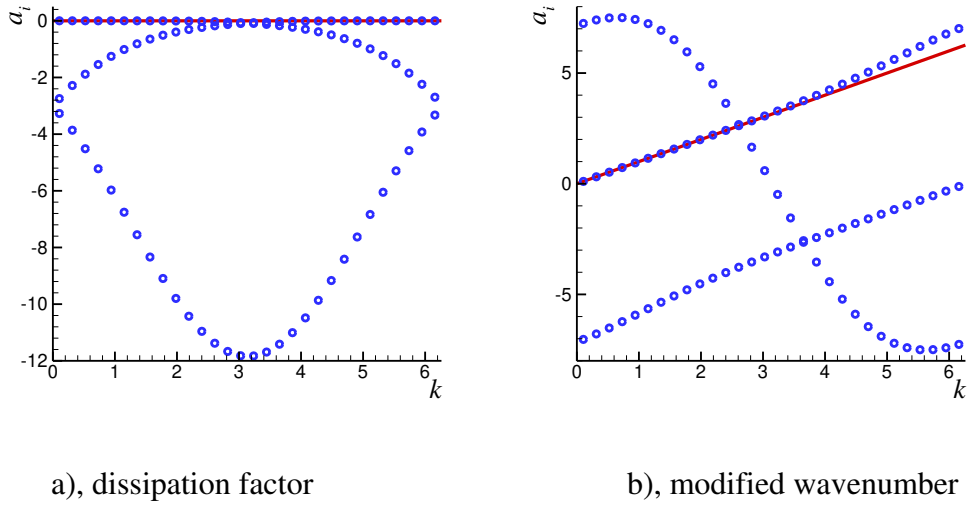 a_i
0
-2
-4
-6
-8
-10
-12
0 1 2 3 4 5 6
k
a_i
5
0
-5
0 1 2 3 4 5 6
k
a), dissipation factor
b), modified wavenumber